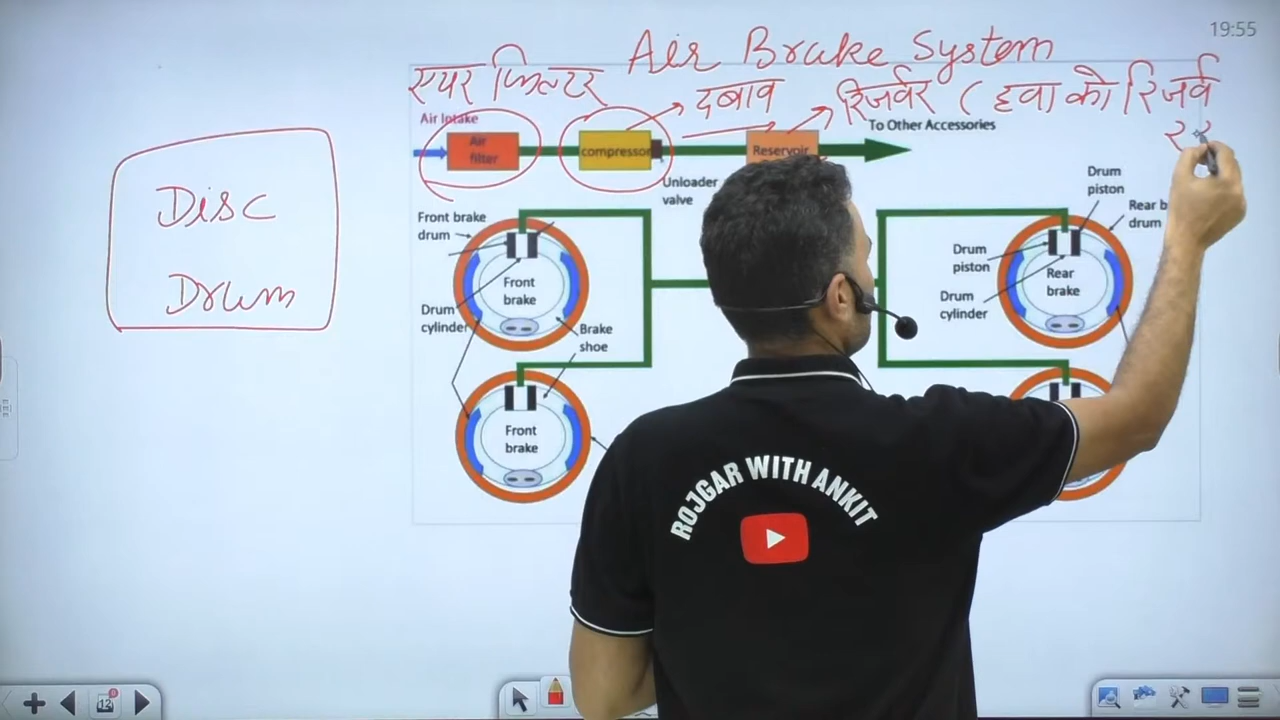 19:55
Air Brake System
एयर फिल्टर
दबाव
रिजर्वर ( हवा को रिजर्व
Air Intake
Air filter
compressor
Reservoir
To Other Accessories
Unloader valve
Disc
Drum
Front brake drum
Front brake
Drum cylinder
Brake shoe
Front brake
Drum piston
Rear b
drum
Drum piston
Rear brake
Drum cylinder
ROJGAR WITH ANKIT
12